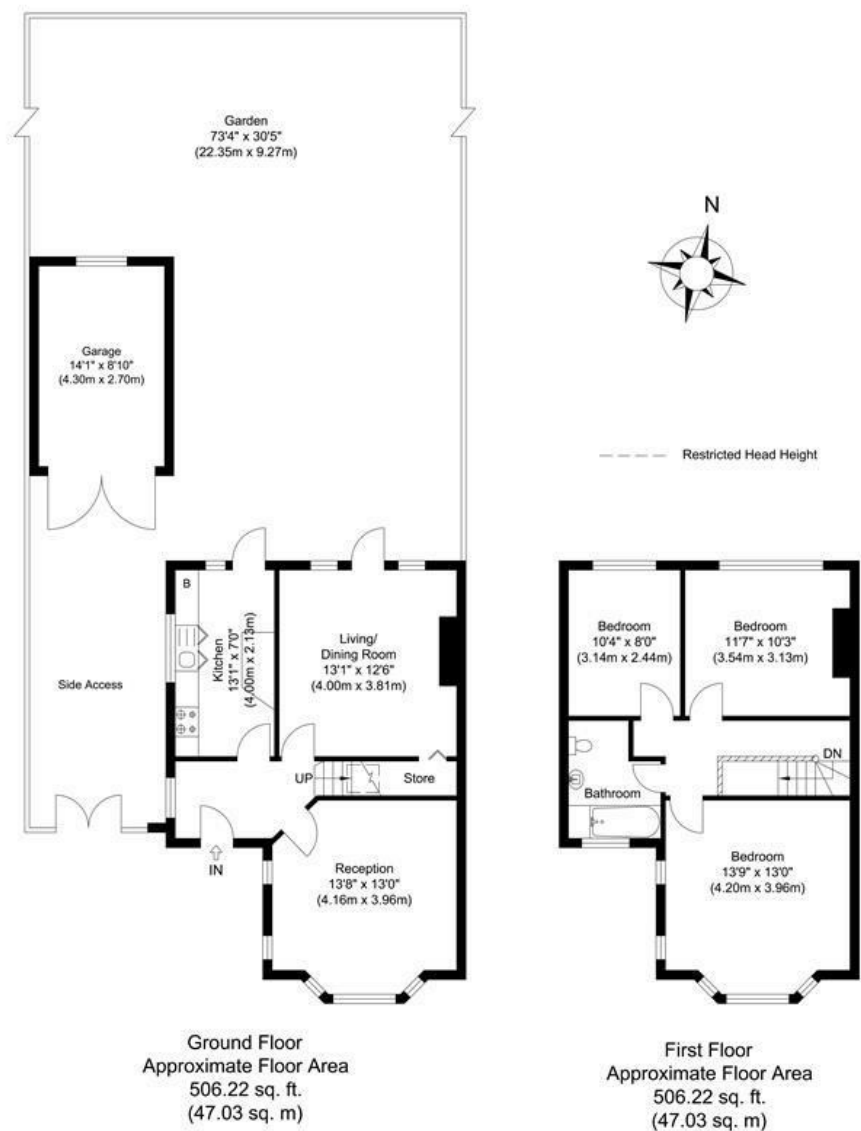 Garden
73'4" x 30'5"
(22.35m x 9.27m)
N
Garage
14'1" x 8'10"
(4.30m x 2.70m)
Restricted Head Height
B
Kitchen
13'1" x 7'0"
(4.00m x 2.13m)
Living/
Dining Room
13'1" x 12'6"
(4.00m x 3.81m)
Side Access
UP
Store
IN
Reception
13'8" x 13'0"
(4.16m x 3.96m)
Ground Floor
Approximate Floor Area
506.22 sq. ft.
(47.03 sq. m)
Bedroom
10'4" x 8'0"
(3.14m x 2.44m)
Bedroom
11'7" x 10'3"
(3.54m x 3.13m)
DN
Bathroom
Bedroom
13'9" x 13'0"
(4.20m x 3.96m)
First Floor
Approximate Floor Area
506.22 sq. ft.
(47.03 sq. m)